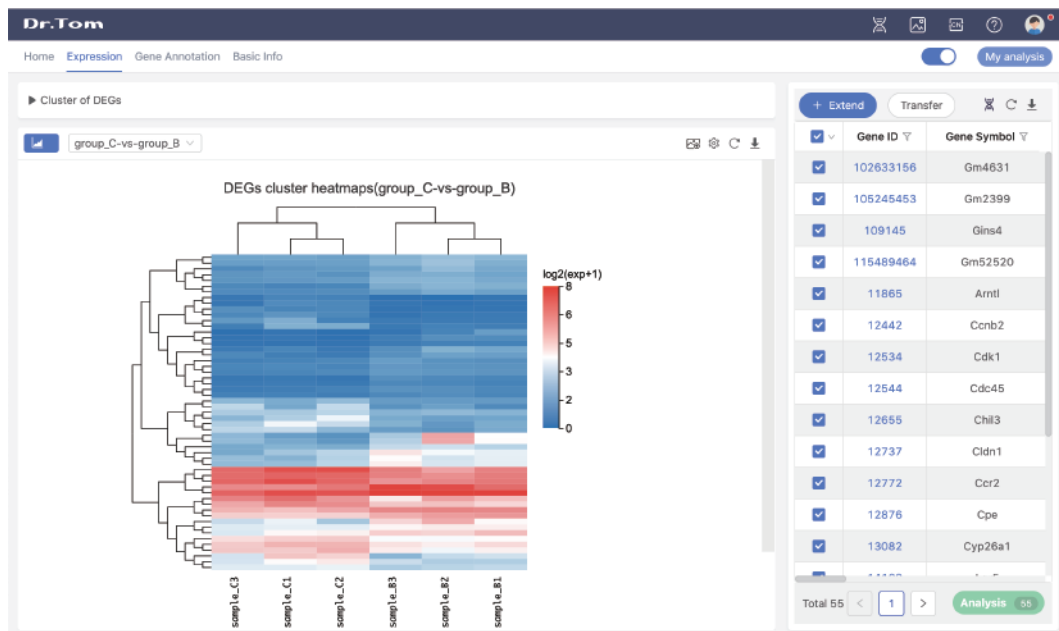 Dr.Tom
CN
Home Expression Gene Annotation Basic Info
My analysis
Cluster of DEGs
group_C-vs-group_B
DEGs cluster heatmaps(group_C-vs-group_B)
log2(exp+1)
8
6
5
3
2
0
sample_C3
sample_C1
sample_C2
sample_B3
sample_B2
sample_B1
+ Extend Transfer
Gene ID Gene Symbol
102633156 Gm4631
105245453 Gm2399
109145 Gins4
115489464 Gm52520
11865 Arntl
12442 Ccnb2
12534 Cdk1
12544 Cdc45
12655 Chil3
12737 Cldn1
12772 Ccr2
12876 Cpe
13082 Cyp26a1
Total 55 < 1 > Analysis 55